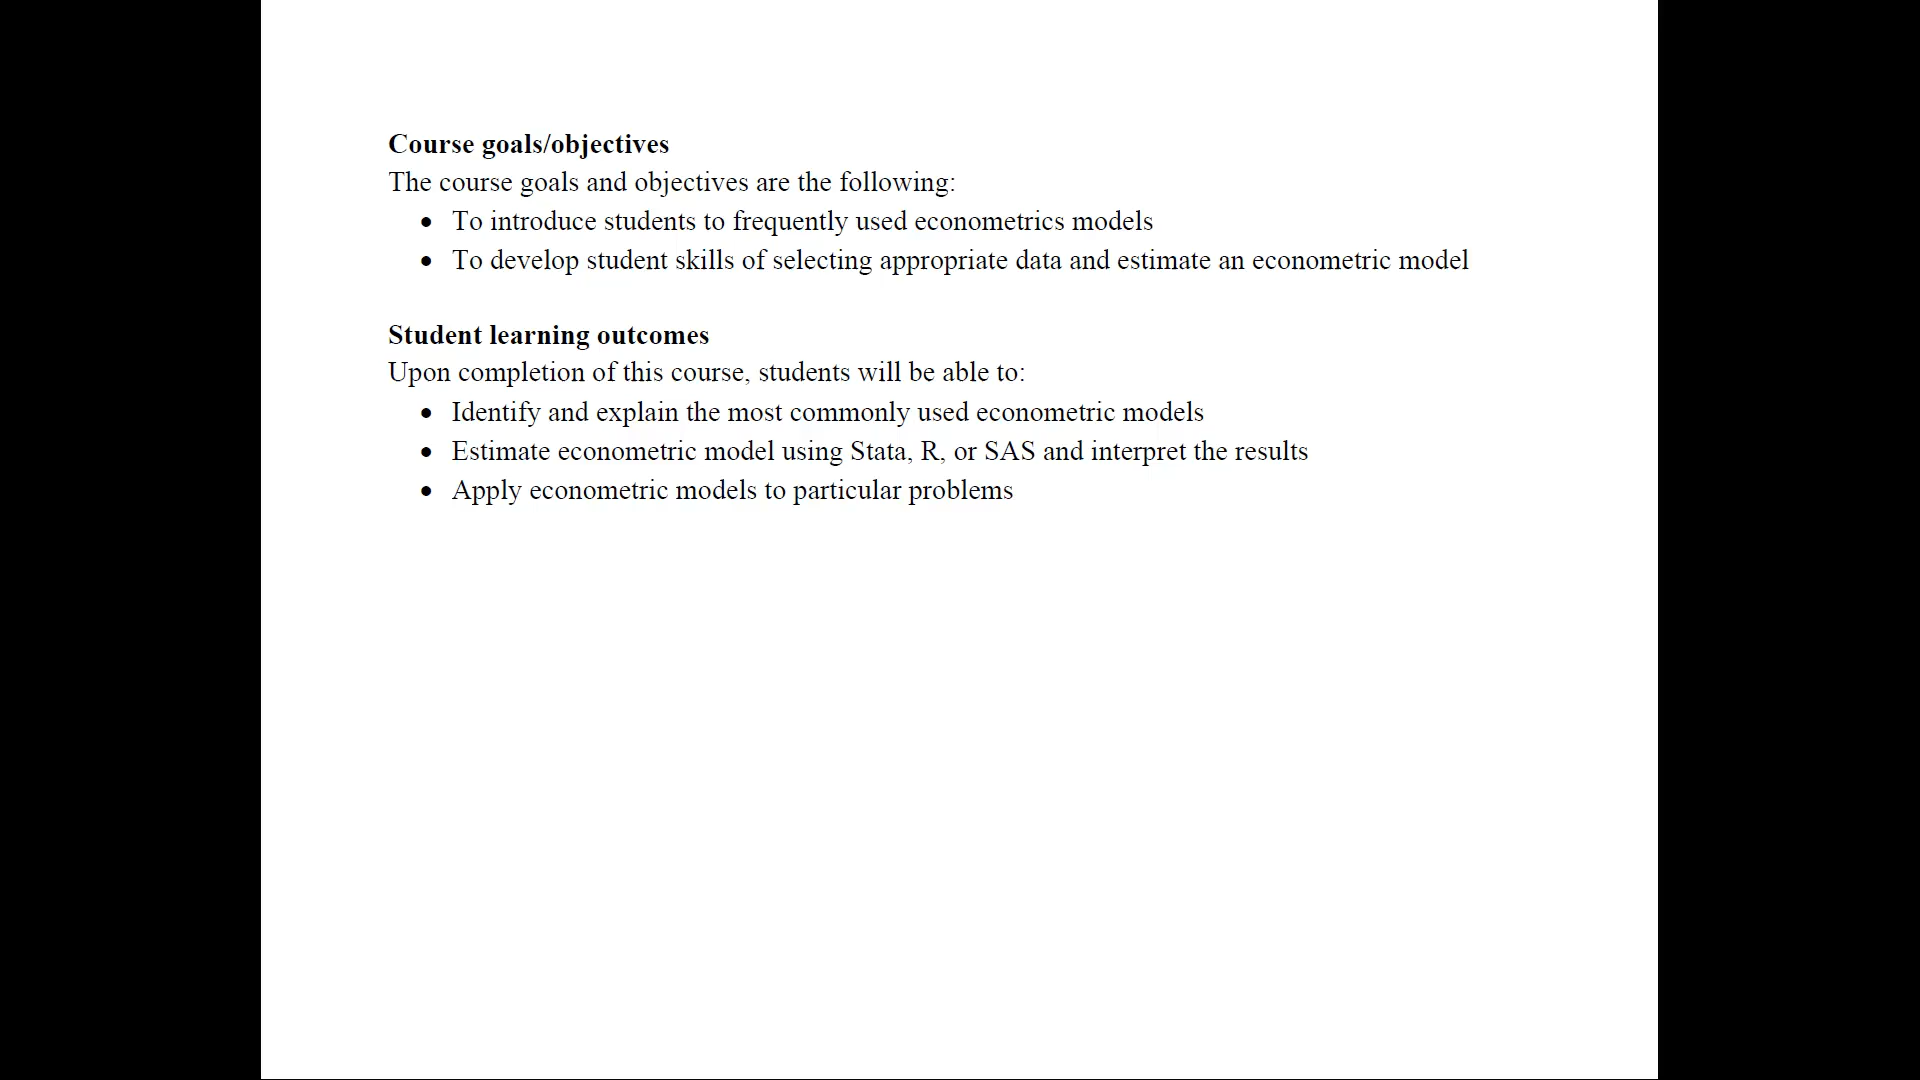 Course goals/objectives
The course goals and objectives are the following:
• To introduce students to frequently used econometrics models
• To develop student skills of selecting appropriate data and estimate an econometric model
Student learning outcomes
Upon completion of this course, students will be able to:
• Identify and explain the most commonly used econometric models
• Estimate econometric model using Stata, R, or SAS and interpret the results
• Apply econometric models to particular problems